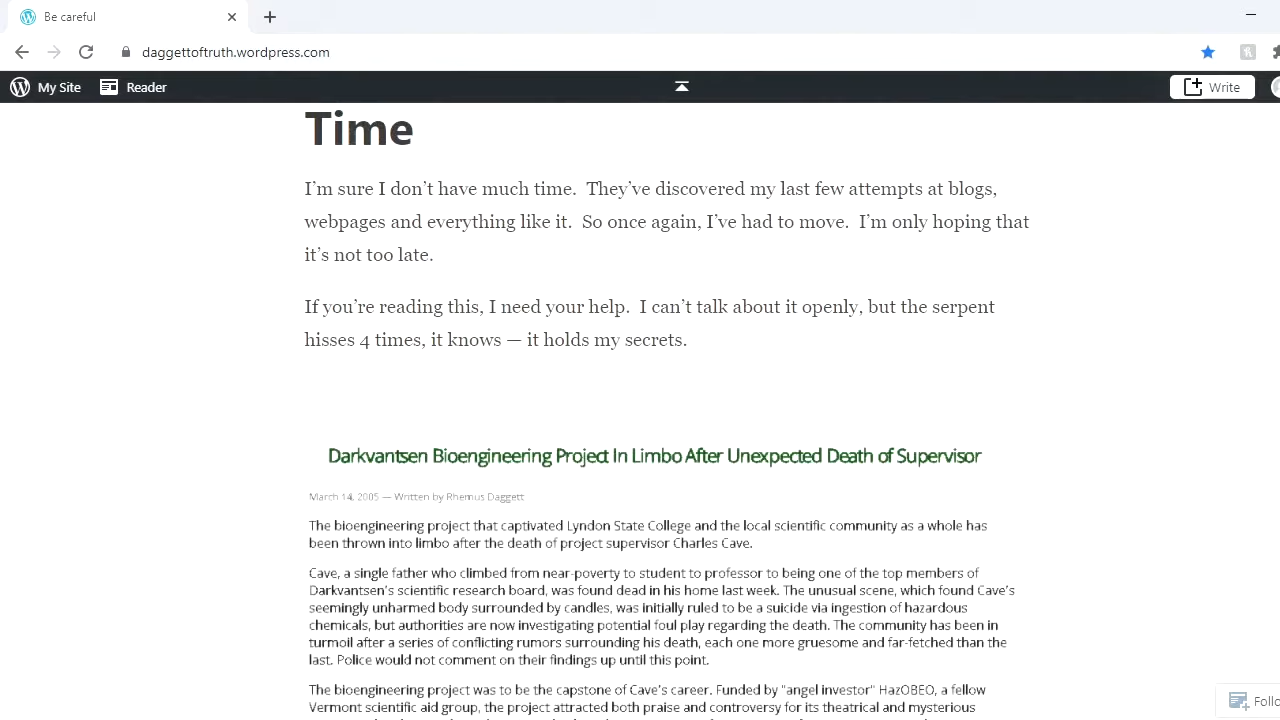 Be careful
daggettoftruth.wordpress.com
My Site Reader Write
Time
I'm sure I don't have much time. They've discovered my last few attempts at blogs,
webpages and everything like it. So once again, I've had to move. I'm only hoping that
it's not too late.
If you're reading this, I need your help. I can't talk about it openly, but the serpent
hisses 4 times, it knows — it holds my secrets.
Darkvantsen Bioengineering Project In Limbo After Unexpected Death of Supervisor
March 14, 2005 — Written by Rhemus Daggett
The bioengineering project that captivated Lyndon State College and the local scientific community as a whole has
been thrown into limbo after the death of project supervisor Charles Cave.
Cave, a single father who climbed from near-poverty to student to professor to being one of the top members of
Darkvantsen's scientific research board, was found dead in his home last week. The unusual scene, which found Cave's
seemingly unharmed body surrounded by candles, was initially ruled to be a suicide via ingestion of hazardous
chemicals, but authorities are now investigating potential foul play regarding the death. The community has been in
turmoil after a series of conflicting rumors surrounding his death, each one more gruesome and far-fetched than the
last. Police would not comment on their findings up until this point.
The bioengineering project was to be the capstone of Cave's career. Funded by "angel investor" HazOBEO, a fellow
Vermont scientific aid group, the project attracted both praise and controversy for its theatrical and mysterious
Follo